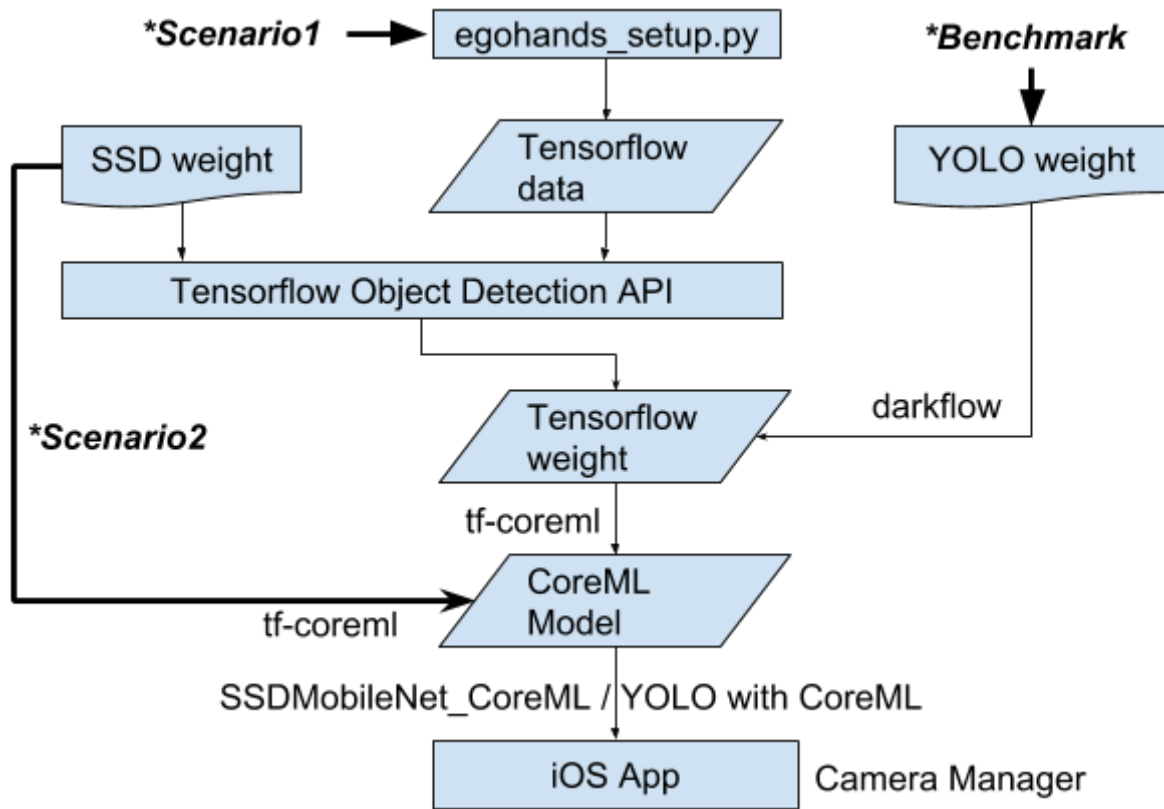 *Scenario1
egohands_setup.py
*Benchmark
SSD weight
Tensorflow
data
YOLO weight
Tensorflow Object Detection API
*Scenario2
Tensorflow
weight
darkflow
tf-coreml
CoreML
Model
tf-coreml
SSDMobileNet_CoreML / YOLO with CoreML
iOS App
Camera Manager